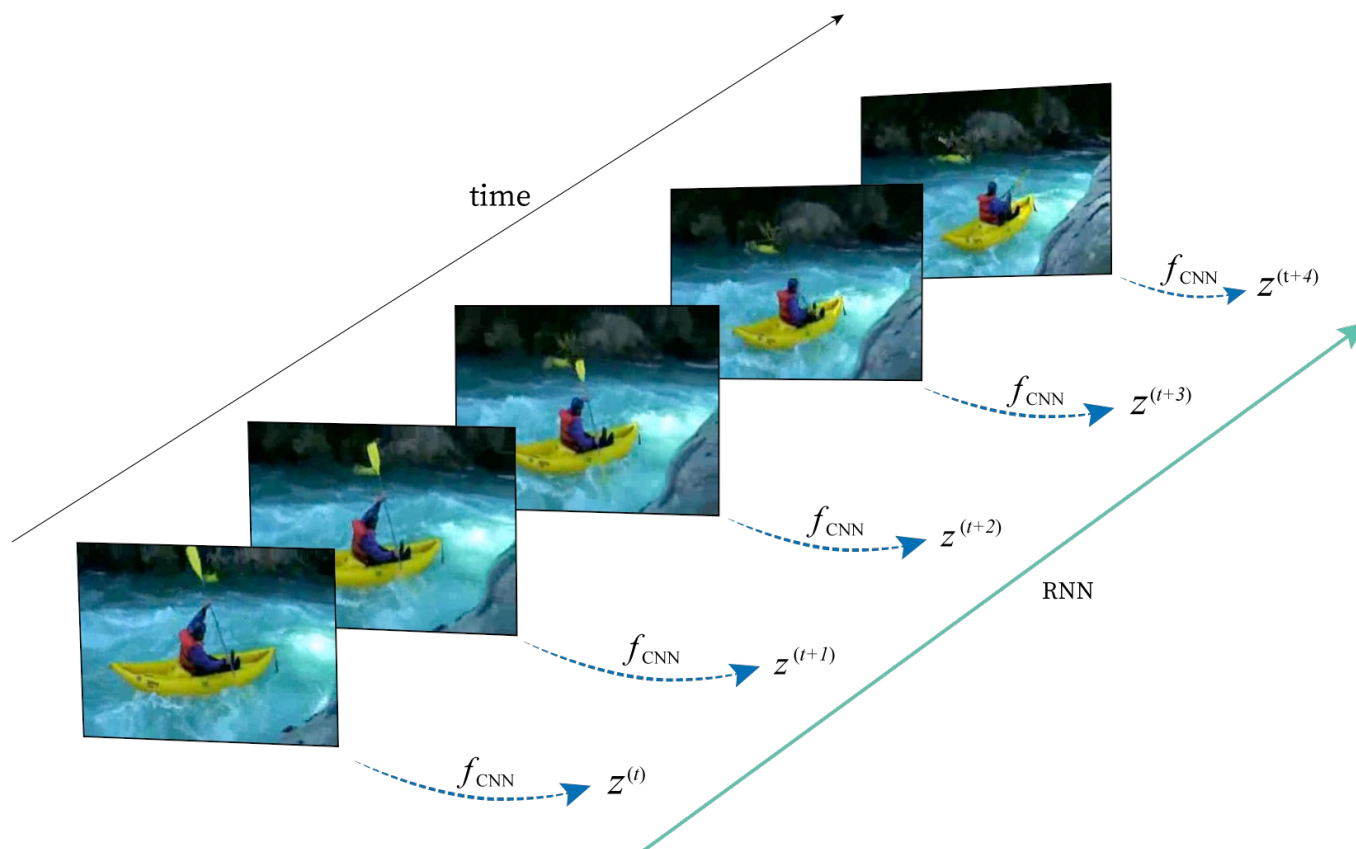 time
f_CNN z^(t+4)
f_CNN z^(t+3)
f_CNN z^(t+2)
RNN
f_CNN z^(t+1)
f_CNN z^(t)